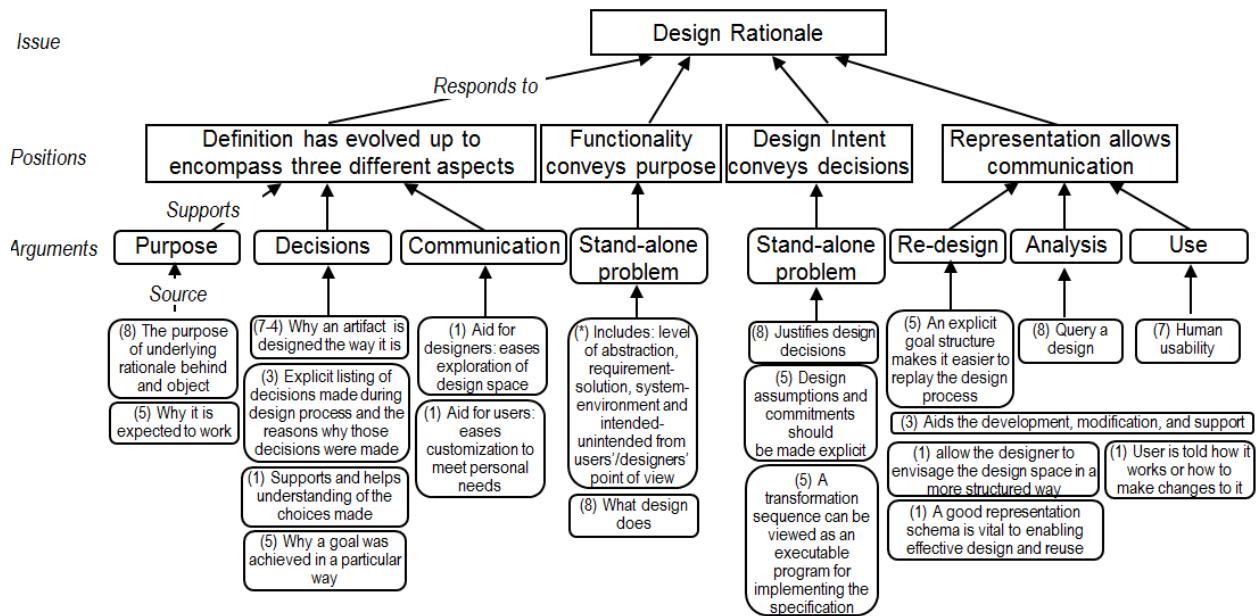 Issue
Design Rationale
Responds to
Positions
Definition has evolved up to
encompass three different aspects
Functionality
conveys purpose
Design Intent
conveys decisions
Representation allows
communication
Supports
Arguments
Purpose
Decisions
Communication
Stand-alone
problem
Stand-alone
problem
Re-design
Analysis
Use
Source
(8) The purpose
of underlying
rationale behind
and object
(5) Why it is
expected to work
(7-4) Why an artifact is
designed the way it is
(3) Explicit listing of
decisions made during
design process and the
reasons why those
decisions were made
(1) Supports and helps
understanding of the
choices made
(5) Why a goal was
achieved in a particular
way
(1) Aid for
designers: eases
exploration of
design space
(1) Aid for users:
eases
customization to
meet personal
needs
(*) Includes: level
of abstraction,
requirement-
solution, system-
environment and
intended-
unintended from
users'/designers'
point of view
(8) What design
does
(8) Justifies design
decisions
(5) Design
assumptions and
commitments
should
be made explicit
(5) A
transformation
sequence can be
viewed as an
executable
program for
implementing the
specification
(5) An explicit
goal structure
makes it easier to
replay the design
process
(8) Query a
design
(7) Human
usability
(3) Aids the development, modification, and support
(1) allow the designer to
envisage the design space in a
more structured way
(1) A good representation
schema is vital to enabling
effective design and reuse
(1) User is told how it
works or how to
make changes to it